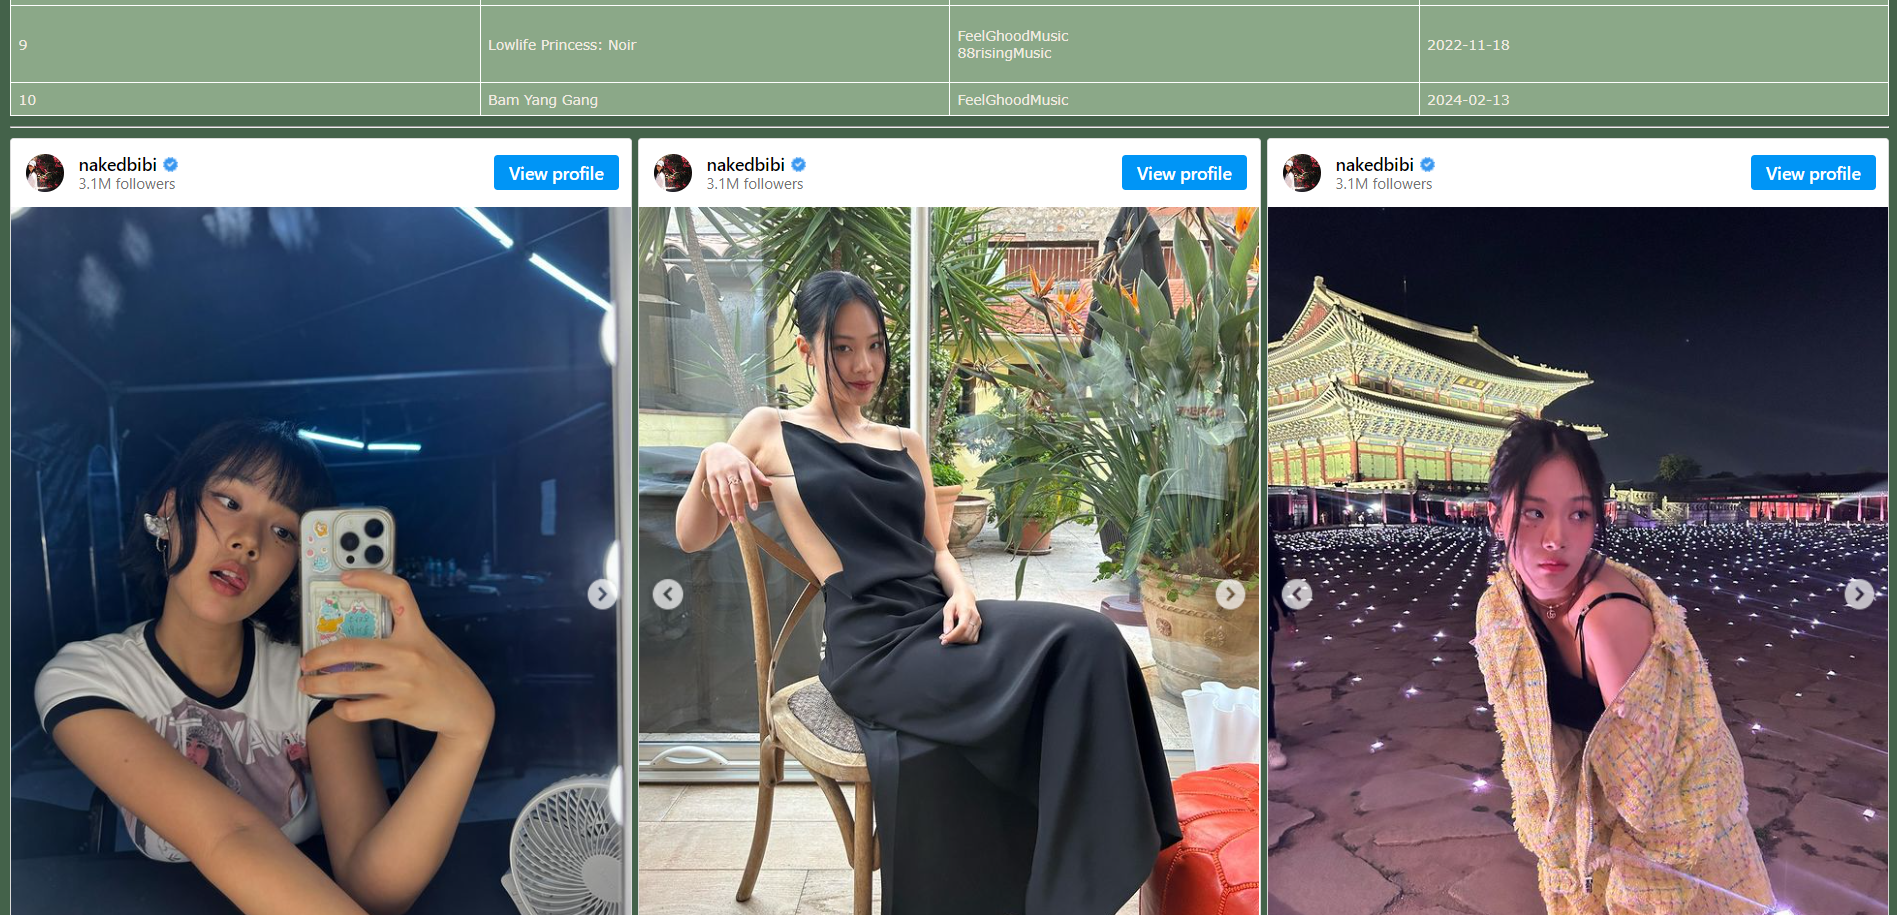 9
Lowlife Princess: Noir
FeelGhoodMusic
88risingMusic
2022-11-18
10
Bam Yang Gang
FeelGhoodMusic
2024-02-13
nakedbibi
3.1M followers
View profile
nakedbibi
3.1M followers
View profile
nakedbibi
3.1M followers
View profile